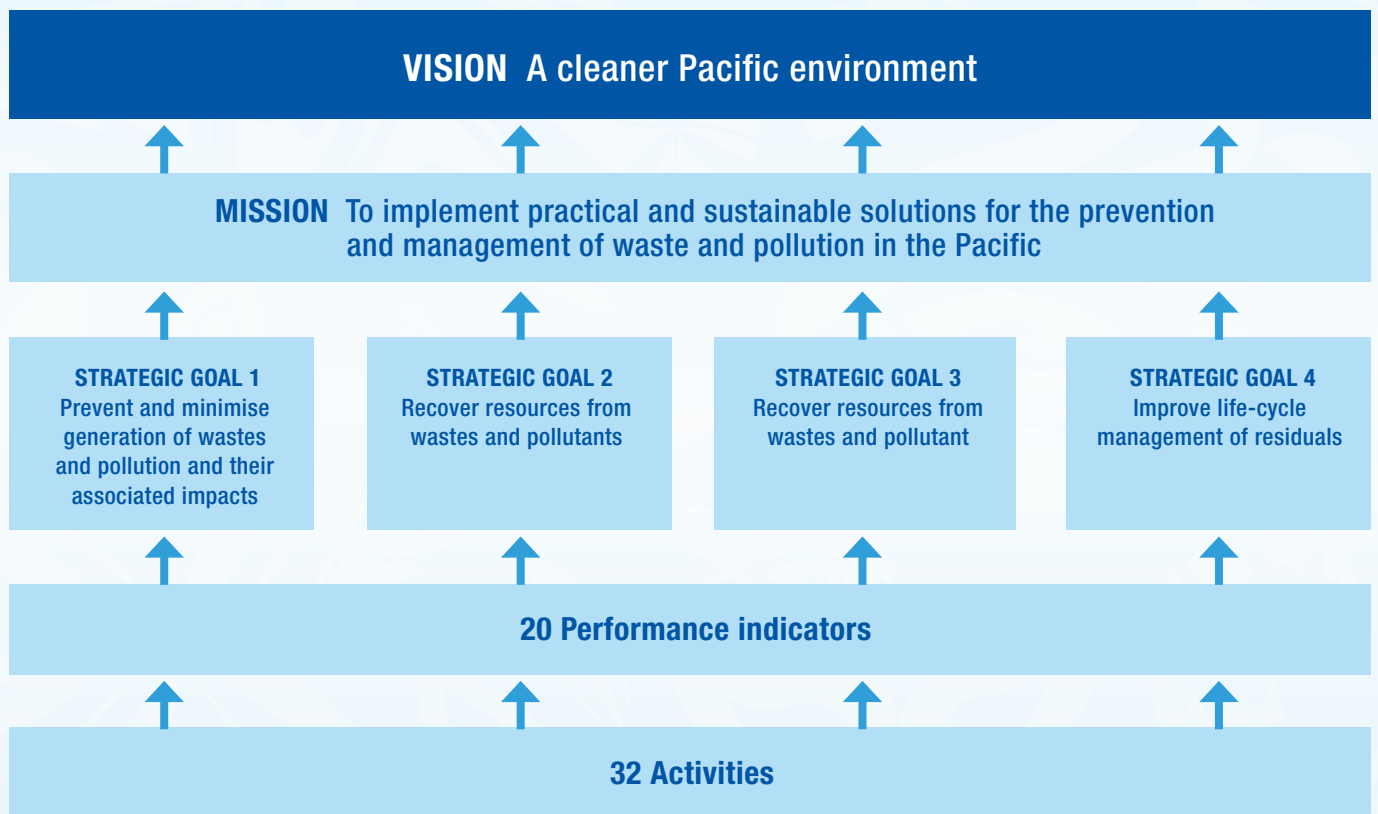 VISION A cleaner Pacific environment
MISSION To implement practical and sustainable solutions for the prevention
and management of waste and pollution in the Pacific
STRATEGIC GOAL 1
Prevent and minimise
generation of wastes
and pollution and their
associated impacts
STRATEGIC GOAL 2
Recover resources from
wastes and pollutants
STRATEGIC GOAL 3
Recover resources from
wastes and pollutant
STRATEGIC GOAL 4
Improve life-cycle
management of residuals
20 Performance indicators
32 Activities